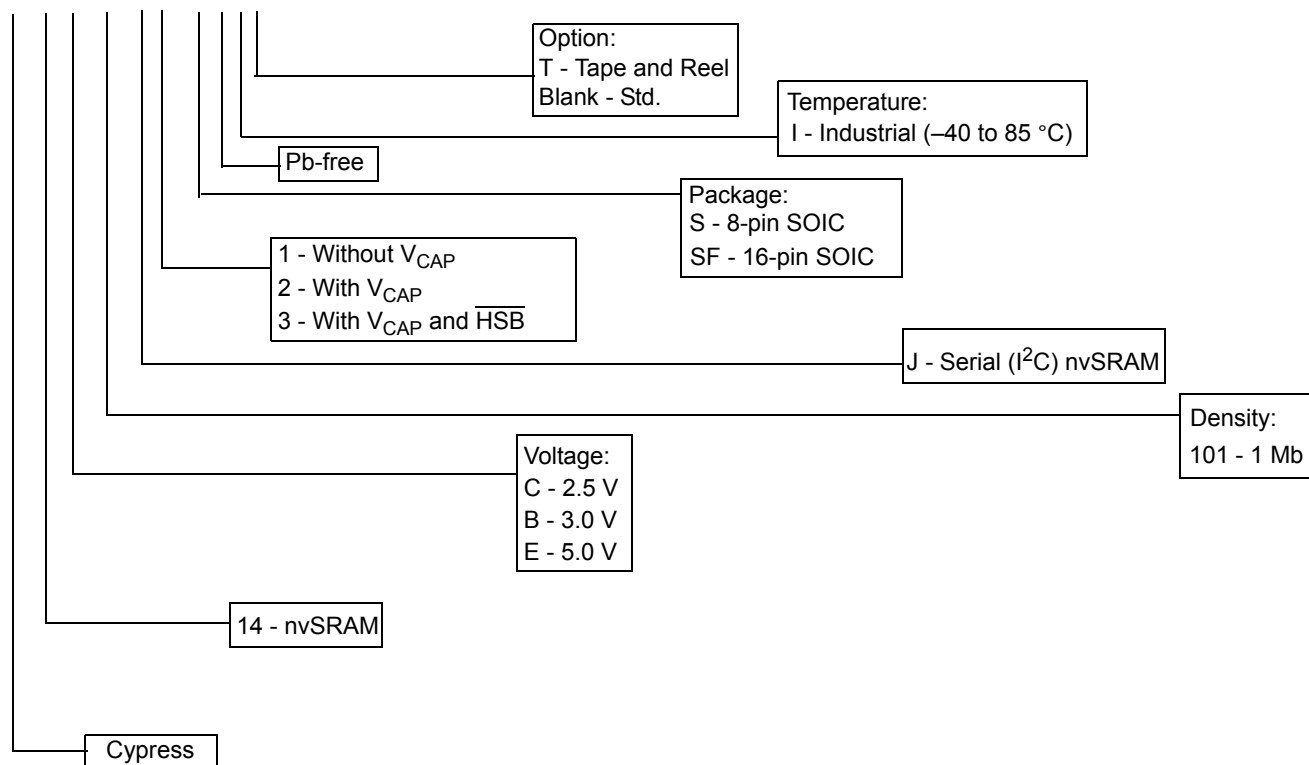 Option:
T - Tape and Reel
Blank - Std.
Temperature:
I - Industrial (–40 to 85 °C)
Pb-free
Package:
S - 8-pin SOIC
SF - 16-pin SOIC
1 - Without VCAP
2 - With VCAP
3 - With VCAP and HSB
J - Serial (I²C) nvSRAM
Density:
101 - 1 Mb
Voltage:
C - 2.5 V
B - 3.0 V
E - 5.0 V
14 - nvSRAM
Cypress